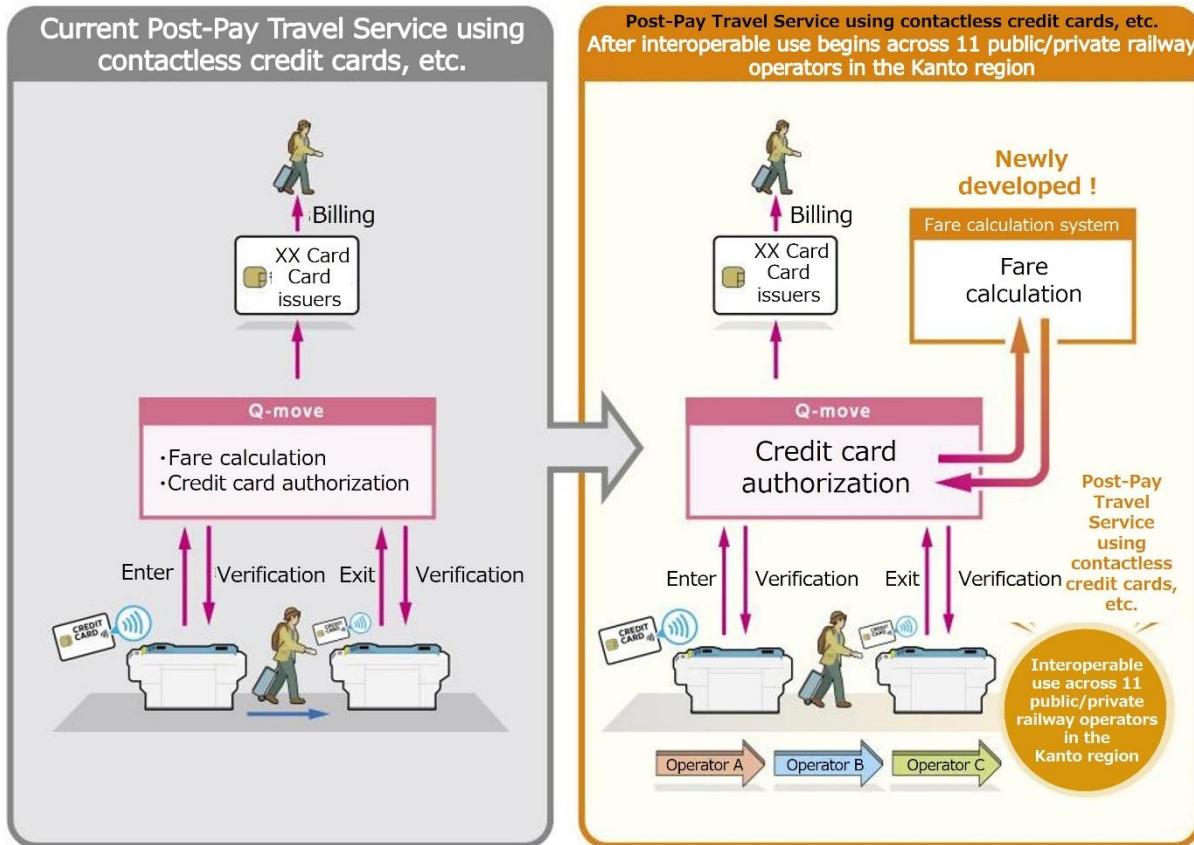 Current Post-Pay Travel Service using
contactless credit cards, etc.
Billing
XX Card
Card
issuers
Q-move
・Fare calculation
・Credit card authorization
Enter
Verification
Exit
Verification
CREDIT
CARD
CREDIT
CARD
Post-Pay Travel Service using contactless credit cards, etc.
After interoperable use begins across 11 public/private railway
operators in the Kanto region
Billing
XX Card
Card
issuers
Newly
developed !
Fare calculation system
Fare
calculation
Q-move
Credit card
authorization
Enter
Verification
Exit
Verification
CREDIT
CARD
CREDIT
CARD
Post-Pay
Travel
Service
using
contactless
credit cards,
etc.
Interoperable
use across 11
public/private
railway operators
in the
Kanto region
Operator A
Operator B
Operator C